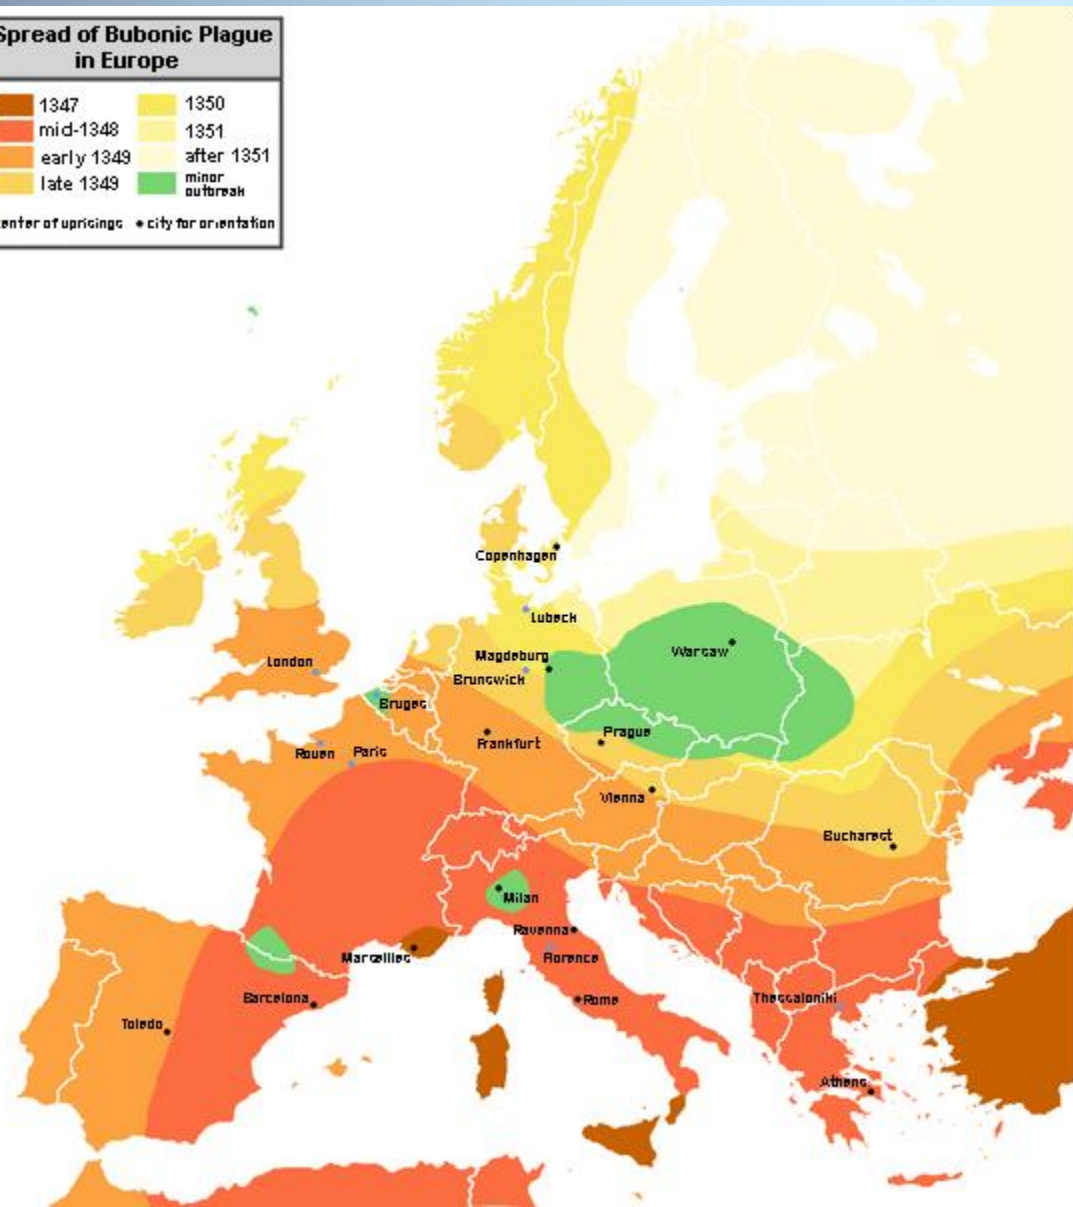 Spread of Bubonic Plague
in Europe
1347
1350
mid-1348
1351
early 1349
after 1351
late 1349
minor
outbreak
enter of uprisings
city for orientation
Copenhagen
Lubeck
Warsaw
Magdeburg
London
Brunswick
Bruges
Prague
Frankfurt
Rouen
Paris
Vienna
Bucharest
Milan
Ravenna
Marseilles
Florence
Barcelona
Rome
Thessaloniki
Toledo
Athens